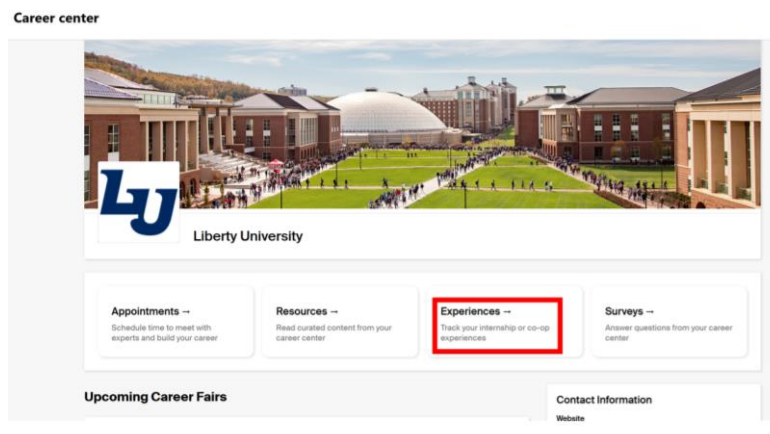 Career center
LU
Liberty University
Appointments →
Schedule time to meet with
experts and build your career
Resources →
Read curated content from your
career center
Experiences →
Track your internship or co-op
experiences
Surveys →
Answer questions from your career
center
Upcoming Career Fairs
Contact Information
Website